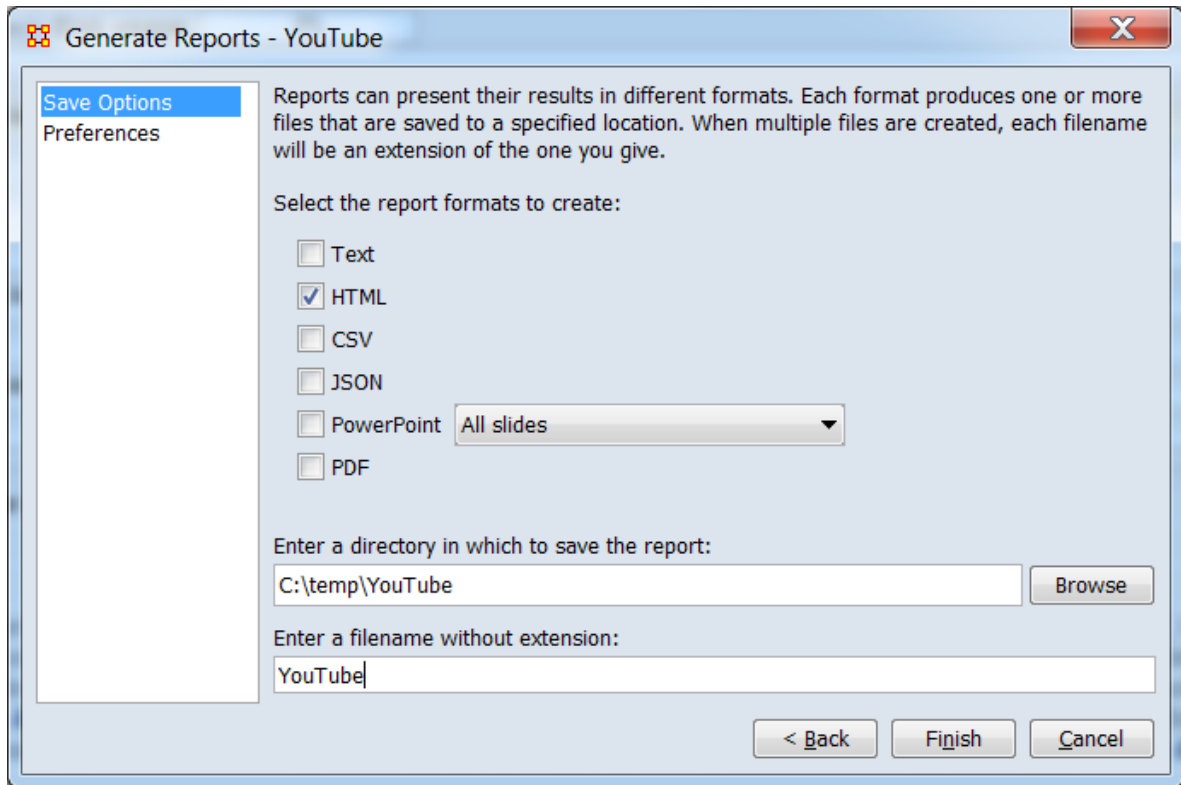 Generate Reports - YouTube
Save Options
Preferences
Reports can present their results in different formats. Each format produces one or more
files that are saved to a specified location. When multiple files are created, each filename
will be an extension of the one you give.
Select the report formats to create:
Text
HTML
CSV
JSON
PowerPoint All slides
PDF
Enter a directory in which to save the report:
C:\temp\YouTube Browse
Enter a filename without extension:
YouTube
< Back Finish Cancel